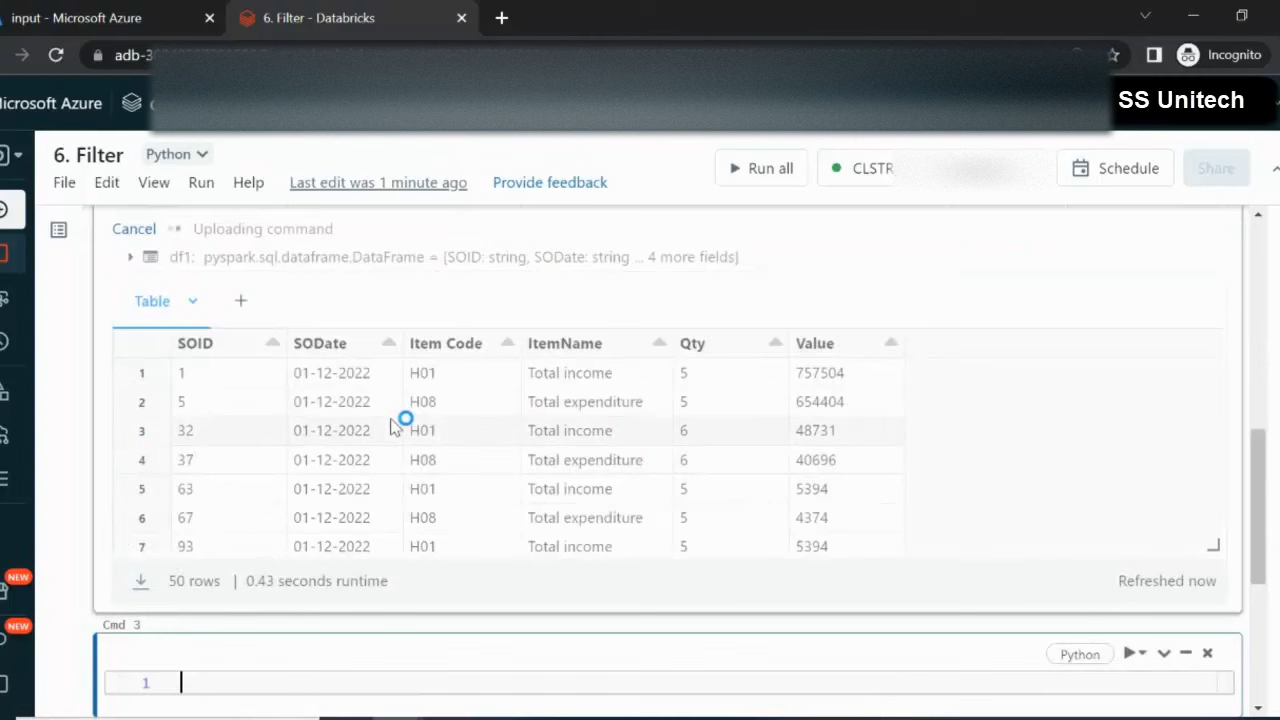 input - Microsoft Azure
6. Filter - Databricks
adb-3
Incognito
icrosoft Azure
SS Unitech
6. Filter
Python
Run all
CLSTR
Schedule
Share
File Edit View Run Help Last edit was 1 minute ago Provide feedback
Cancel Uploading command
df1: pyspark.sql.dataframe.DataFrame = [SOID: string, SODate: string ... 4 more fields]
Table +
SOID SODate Item Code ItemName Qty Value
1 1 01-12-2022 H01 Total income 5 757504
2 5 01-12-2022 H08 Total expenditure 5 654404
3 32 01-12-2022 H01 Total income 6 48731
4 37 01-12-2022 H08 Total expenditure 6 40696
5 63 01-12-2022 H01 Total income 5 5394
6 67 01-12-2022 H08 Total expenditure 5 4374
7 93 01-12-2022 H01 Total income 5 5394
NEW
50 rows | 0.43 seconds runtime Refreshed now
NEW
Cmd 3
Python
1